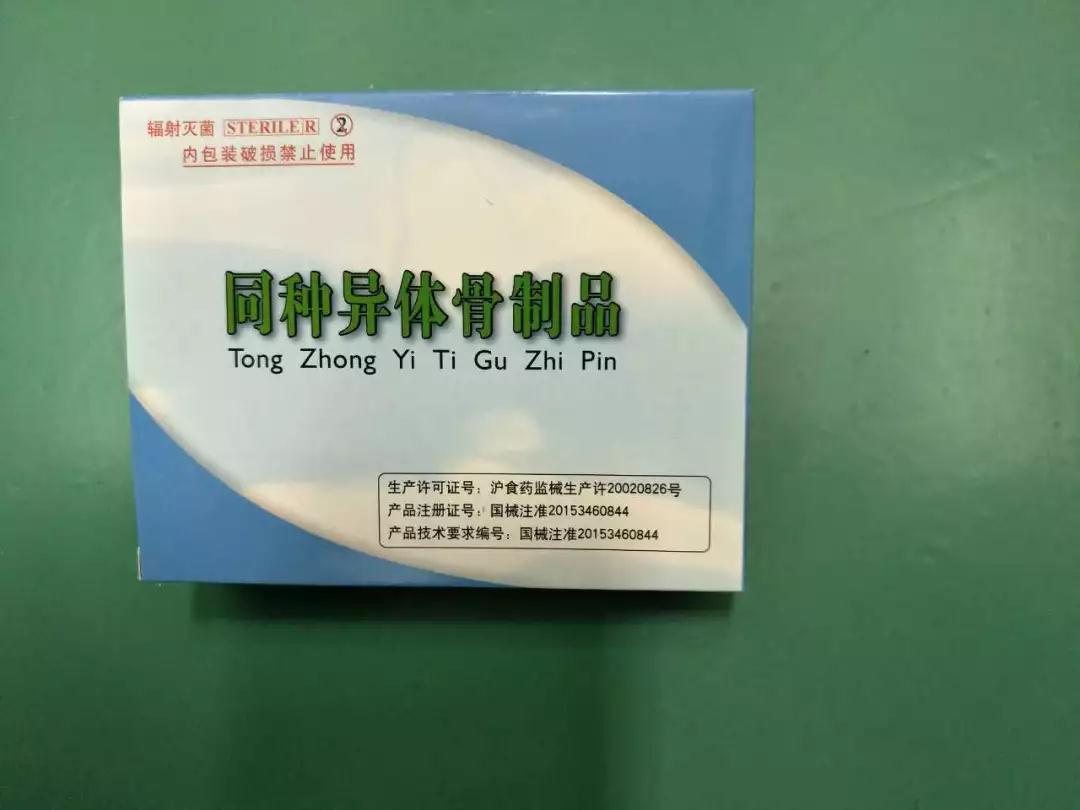 辐射灭菌 STERILE R 2
内包装破损禁止使用
同种异体骨制品
Tong Zhong Yi Ti Gu Zhi Pin
生产许可证号：沪食药监械生产许20020826号
产品注册证号：国械注准20153460844
产品技术要求编号：国械注准20153460844